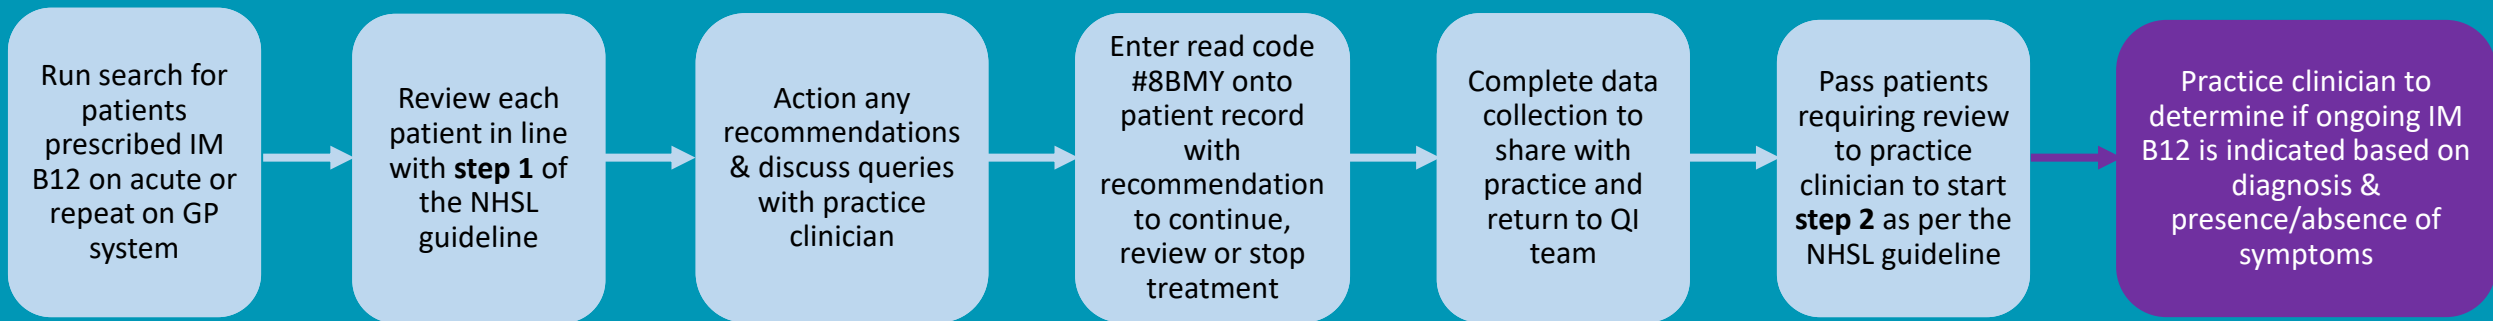 Run search for
patients
prescribed IM
B12 on acute or
repeat on GP
system
Review each
patient in line
with step 1 of
the NHSL
guideline
Action any
recommendations
& discuss queries
with practice
clinician
Enter read code
#8BMY onto
patient record
with
recommendation
to continue,
review or stop
treatment
Complete data
collection to
share with
practice and
return to QI
team
Pass patients
requiring review
to practice
clinician to start
step 2 as per the
NHSL guideline
Practice clinician to
determine if ongoing IM
B12 is indicated based on
diagnosis &
presence/absence of
symptoms